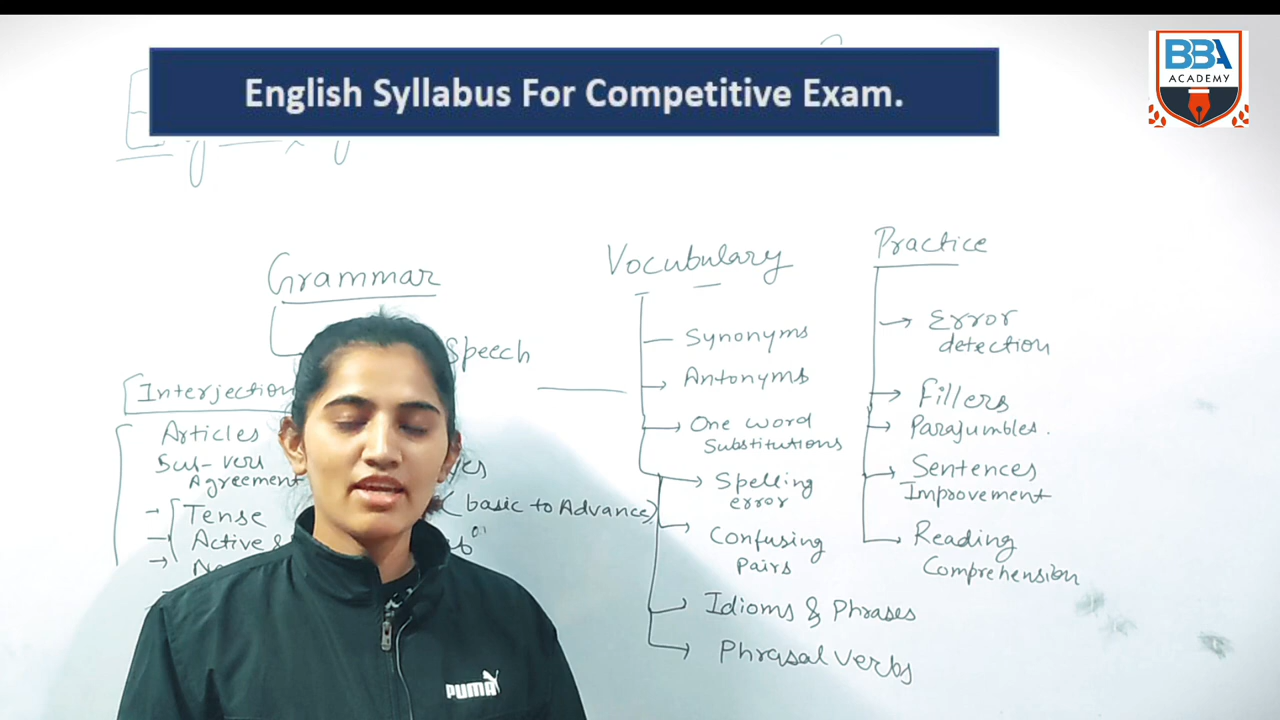 English Syllabus For Competitive Exam.
BBA
ACADEMY
Grammar
Speech
Interjection
Articles
Agreement
Tense
(basic to Advance)
Active &
Vocubulary
Synonyms
Antonyms
One word
Substitutions
Spelling
error
Confusing
Pairs
Idioms & Phrases
Phrasal Verbs
Practice
Error
detection
Fillers
Parajumbles.
Sentences
Improvement
Reading
Comprehension
PUMA